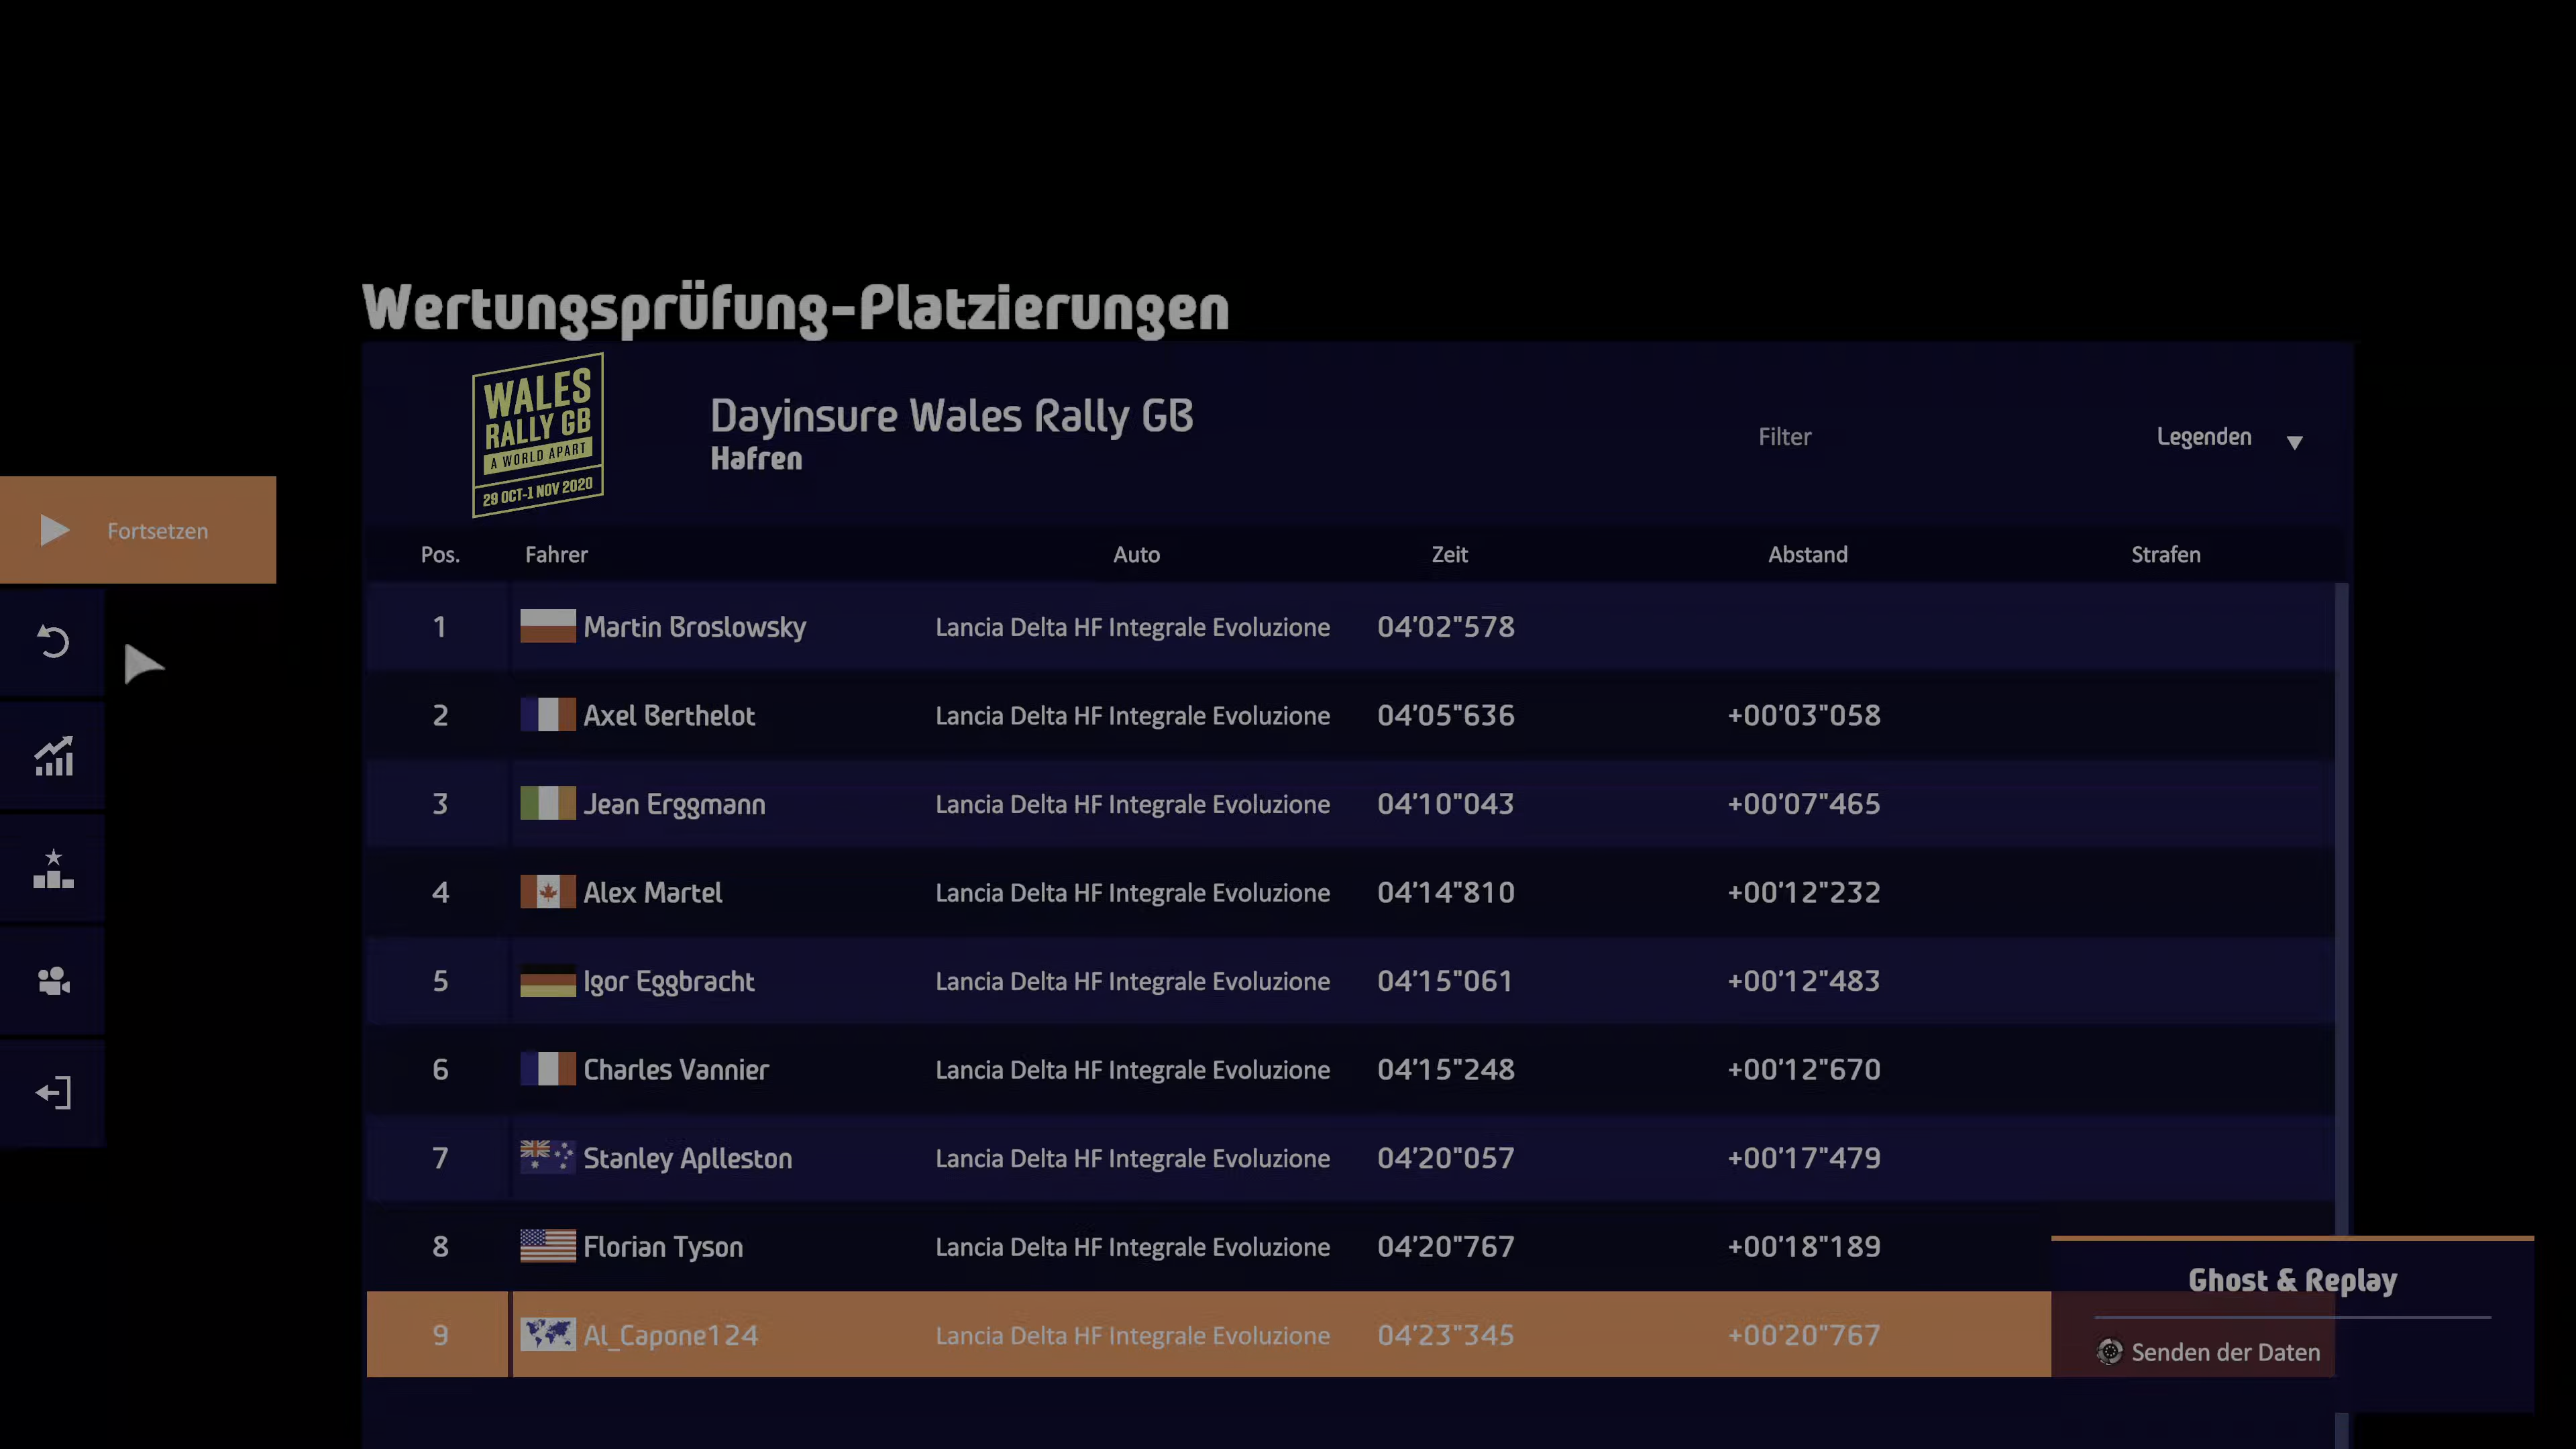 Wertungsprüfung-Platzierungen
WALES
RALLY GB
A WORLD APART
29 OCT-1 NOV 2020
Dayinsure Wales Rally GB
Hafren
Filter
Legenden
Fortsetzen
Pos. Fahrer Auto Zeit Abstand Strafen
1 Martin Broslowsky Lancia Delta HF Integrale Evoluzione 04'02"578
2 Axel Berthelot Lancia Delta HF Integrale Evoluzione 04'05"636 +00'03"058
3 Jean Erggmann Lancia Delta HF Integrale Evoluzione 04'10"043 +00'07"465
4 Alex Martel Lancia Delta HF Integrale Evoluzione 04'14"810 +00'12"232
5 Igor Eggbracht Lancia Delta HF Integrale Evoluzione 04'15"061 +00'12"483
6 Charles Vannier Lancia Delta HF Integrale Evoluzione 04'15"248 +00'12"670
7 Stanley Aplleston Lancia Delta HF Integrale Evoluzione 04'20"057 +00'17"479
8 Florian Tyson Lancia Delta HF Integrale Evoluzione 04'20"767 +00'18"189
9 Al_Capone124 Lancia Delta HF Integrale Evoluzione 04'23"345 +00'20"767
Ghost & Replay
Senden der Daten